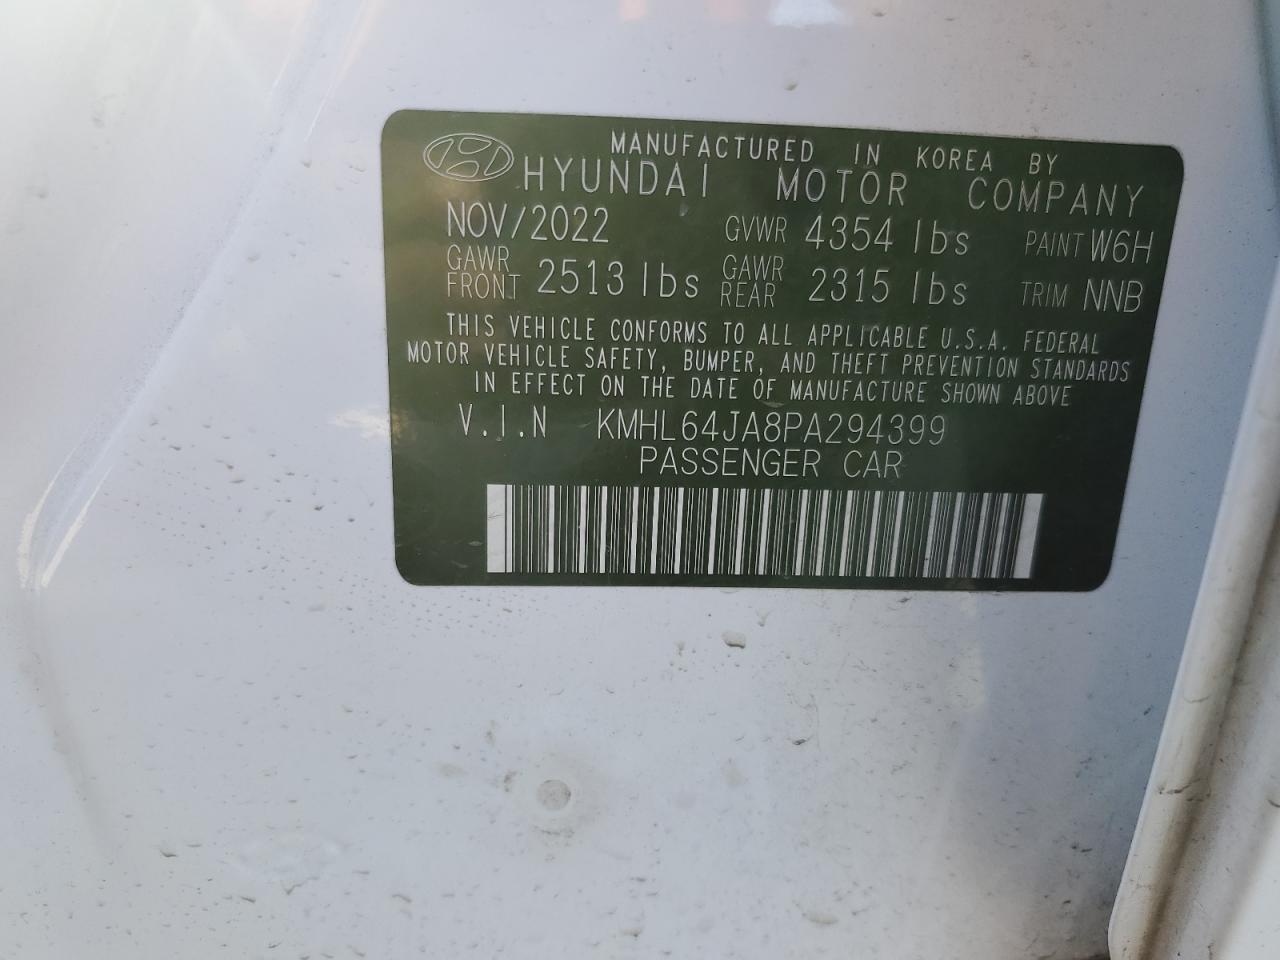 MANUFACTURED IN KOREA BY
HYUNDAI MOTOR COMPANY
NOV/2022 GVWR 4354 lbs PAINT W6H
GAWR FRONT 2513 lbs GAWR REAR 2315 lbs TRIM NNB
THIS VEHICLE CONFORMS TO ALL APPLICABLE U.S.A. FEDERAL
MOTOR VEHICLE SAFETY, BUMPER, AND THEFT PREVENTION STANDARDS
IN EFFECT ON THE DATE OF MANUFACTURE SHOWN ABOVE
V.I.N KMHL64JA8PA294399
PASSENGER CAR